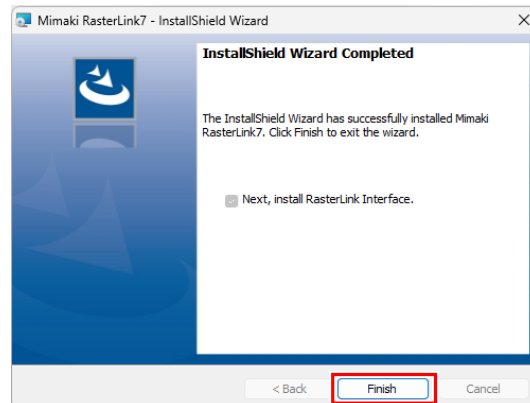 Mimaki RasterLink7 - InstallShield Wizard
InstallShield Wizard Completed
The InstallShield Wizard has successfully installed Mimaki
RasterLink7. Click Finish to exit the wizard.
Next, install RasterLink Interface.
< Back Finish Cancel